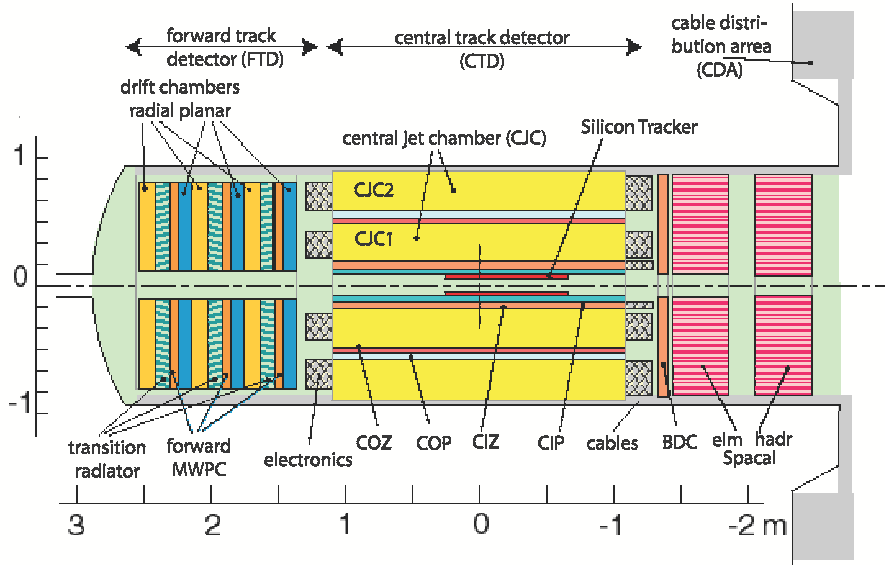 forward track
detector (FTD)
central track detector
(CTD)
cable distri-
bution arrea
(CDA)
drift chambers
radial planar
central jet chamber (CJC)
Silicon Tracker
CJC2
CJC1
1
0
-1
transition
radiator
forward
MWPC
electronics
COZ
COP
CIZ
CIP
cables
BDC
elm hadr
Spacal
3 2 1 0 -1 -2 m